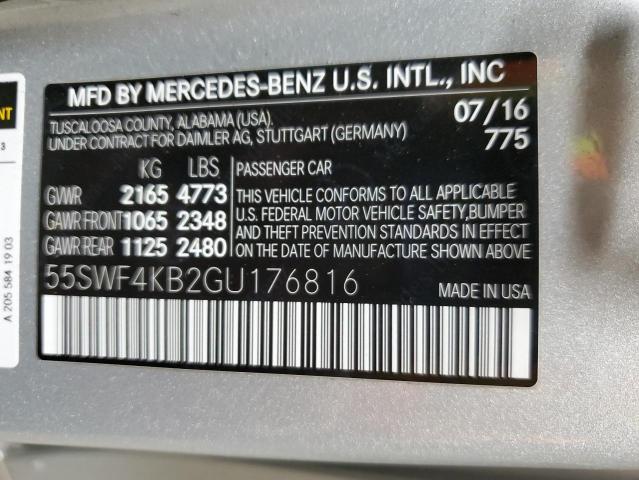 MFD BY MERCEDES-BENZ U.S. INTL., INC
TUSCALOOSA COUNTY, ALABAMA (USA).
UNDER CONTRACT FOR DAIMLER AG, STUTTGART (GERMANY)
07/16
775
KG LBS
GVWR 2165 4773
GAWR FRONT 1065 2348
GAWR REAR 1125 2480
PASSENGER CAR
THIS VEHICLE CONFORMS TO ALL APPLICABLE
U.S. FEDERAL MOTOR VEHICLE SAFETY,BUMPER
AND THEFT PREVENTION STANDARDS IN EFFECT
ON THE DATE OF MANUFACTURE SHOWN ABOVE.
55SWF4KB2GU176816
MADE IN USA
A 205 584 19 03